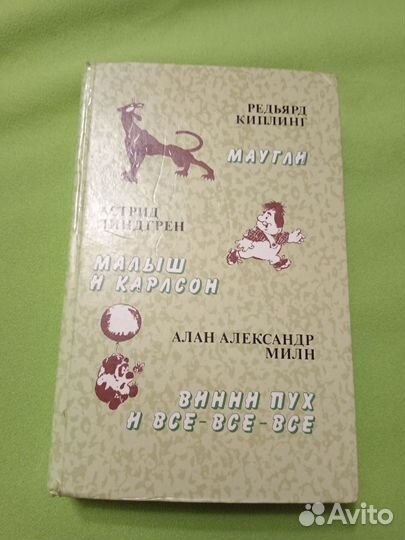 РЕДЬЯРД
КИПЛИНГ
МАУГЛИ
АСТРИД
ЛИНДГРЕН
МАЛЫШ
И КАРЛСОН
АЛАН АЛЕКСАНДР
МИЛН
ВИННИ ПУХ
И ВСЕ-ВСЕ-ВСЕ
Avito